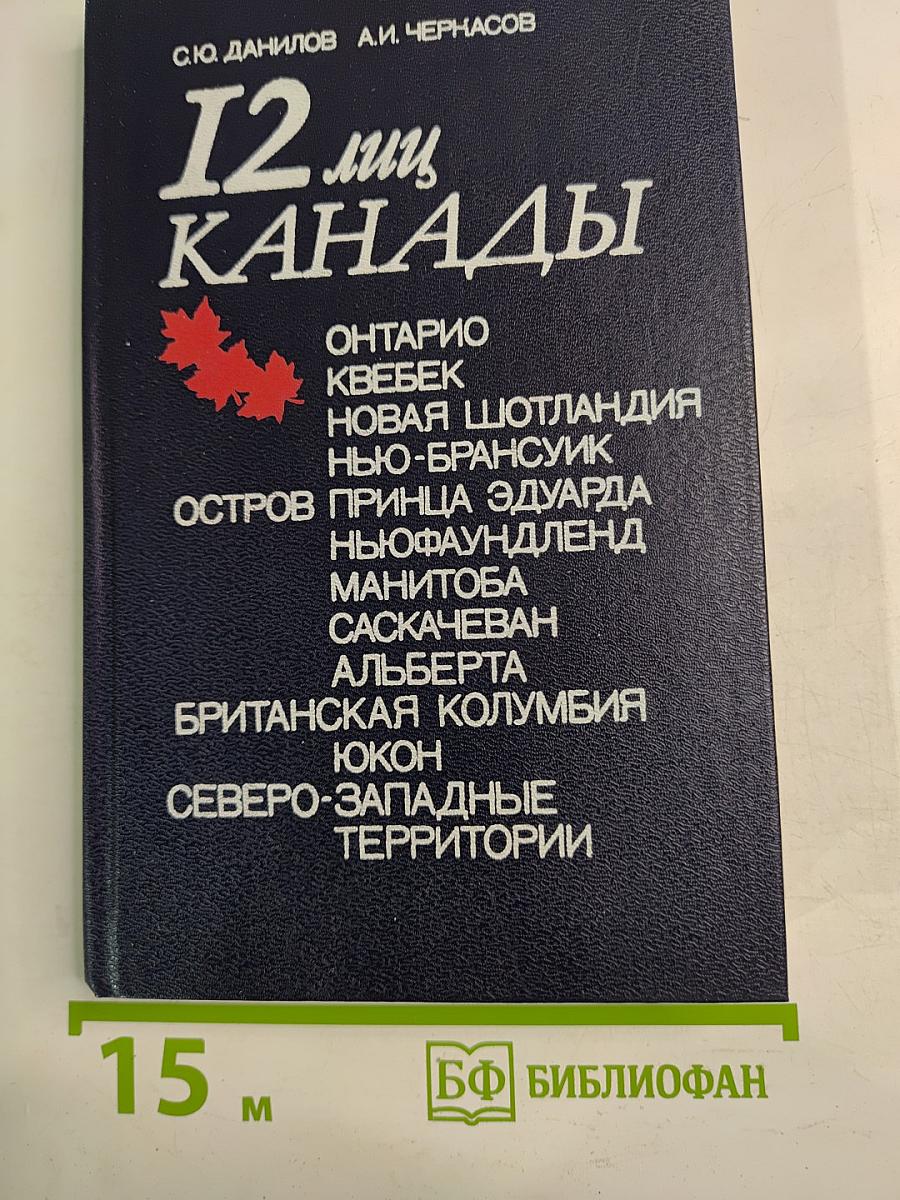 С.Ю. ДАНИЛОВ А.И. ЧЕРКАСОВ
12 лиц
КАНАДЫ
ОНТАРИО
КВЕБЕК
НОВАЯ ШОТЛАНДИЯ
НЬЮ-БРАНСУИК
ОСТРОВ ПРИНЦА ЭДУАРДА
НЬЮФАУНДЛЕНД
МАНИТОБА
САСКАЧЕВАН
АЛЬБЕРТА
БРИТАНСКАЯ КОЛУМБИЯ
ЮКОН
СЕВЕРО-ЗАПАДНЫЕ
ТЕРРИТОРИИ
15 м
БФ БИБЛИОФАН